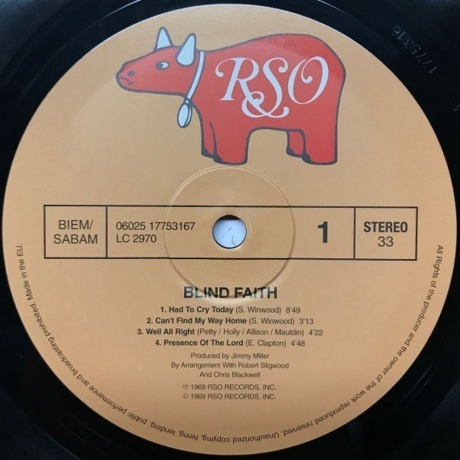 RSO
BIEM/
SABAM
06025 17753167
LC 2970
1
STEREO
33
BLIND FAITH
1. Had To Cry Today (S. Winwood) 8'49
2. Can't Find My Way Home (S. Winwood) 3'13
3. Well All Right (Petty / Holly / Allison / Mauldin) 4'22
4. Presence Of The Lord (E. Clapton) 4'48
Produced by Jimmy Miller
By Arrangement With Robert Stigwood
And Chris Blackwell
℗ 1969 RSO RECORDS, INC.
© 1969 RSO RECORDS, INC.
All Rights of the producer and the owner of the work reproduced reserved. Unauthorized copying, hiring, lending, public performance and broadcasting prohibited. Made in the EU.